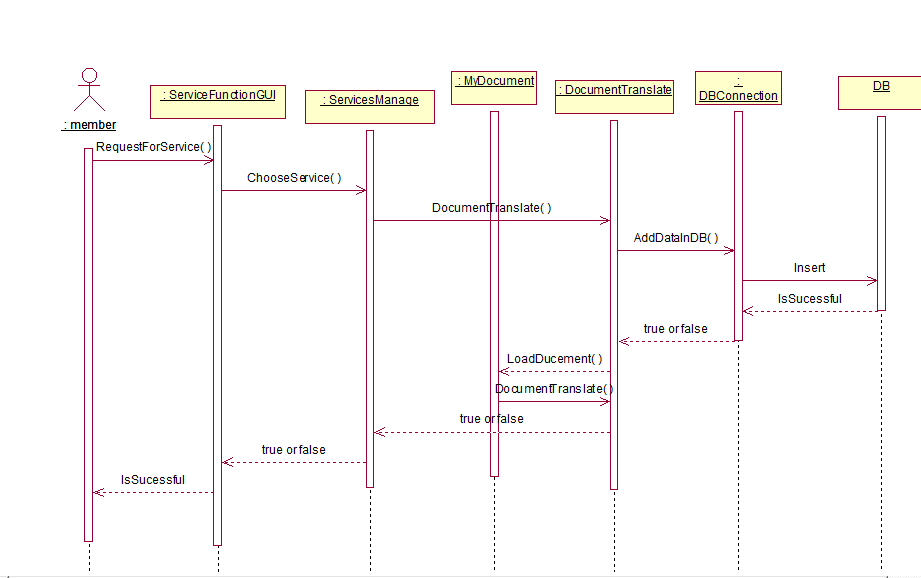 : MyDocument
:
DBConnection
: DocumentTranslate
DB
: ServiceFunctionGUI
: ServicesManage
: member
RequestForService( )
ChooseService( )
DocumentTranslate( )
AddDataInDB( )
Insert
IsSucessful
true or false
LoadDucement( )
DocumentTranslate( )
true or false
true or false
IsSucessful